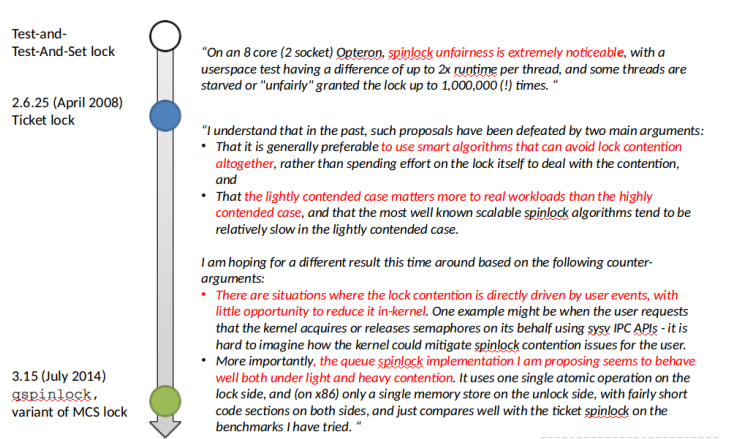 Test-and-
Test-And-Set lock
“On an 8 core (2 socket) Opteron, spinlock unfairness is extremely noticeable, with a
userspace test having a difference of up to 2x runtime per thread, and some threads are
starved or "unfairly" granted the lock up to 1,000,000 (!) times. “
2.6.25 (April 2008)
Ticket lock
“I understand that in the past, such proposals have been defeated by two main arguments:
• That it is generally preferable to use smart algorithms that can avoid lock contention
altogether, rather than spending effort on the lock itself to deal with the contention,
and
• That the lightly contended case matters more to real workloads than the highly
contended case, and that the most well known scalable spinlock algorithms tend to be
relatively slow in the lightly contended case.
I am hoping for a different result this time around based on the following counter-
arguments:
• There are situations where the lock contention is directly driven by user events, with
little opportunity to reduce it in-kernel. One example might be when the user requests
that the kernel acquires or releases semaphores on its behalf using sysv IPC APIs - it is
hard to imagine how the kernel could mitigate spinlock contention issues for the user.
• More importantly, the queue spinlock implementation I am proposing seems to behave
well both under light and heavy contention. It uses one single atomic operation on the
lock side, and (on x86) only a single memory store on the unlock side, with fairly short
code sections on both sides, and just compares well with the ticket spinlock on the
benchmarks I have tried. “
3.15 (July 2014)
qspinlock,
variant of MCS lock